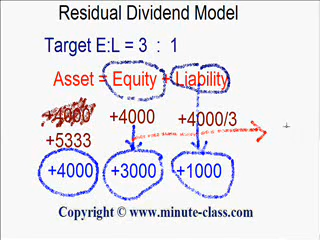 Residual Dividend Model
Target E:L = 3 : 1
Asset = Equity + Liability
+4000 +4000 +4000/3
+5333
+4000 +3000 +1000
Copyright © www.minute-class.com